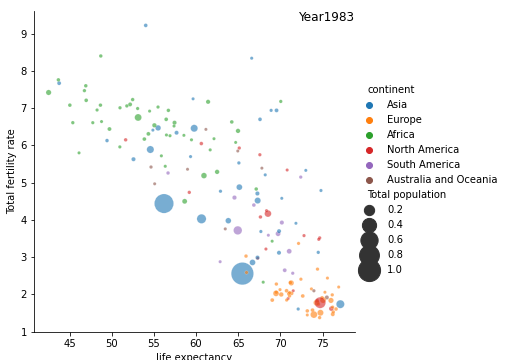 Year1983
9
8
7
6
5
4
3
2
1
Total fertility rate
45
50
55
60
65
70
75
life expectancy
continent
Asia
Europe
Africa
North America
South America
Australia and Oceania
Total population
0.2
0.4
0.6
0.8
1.0